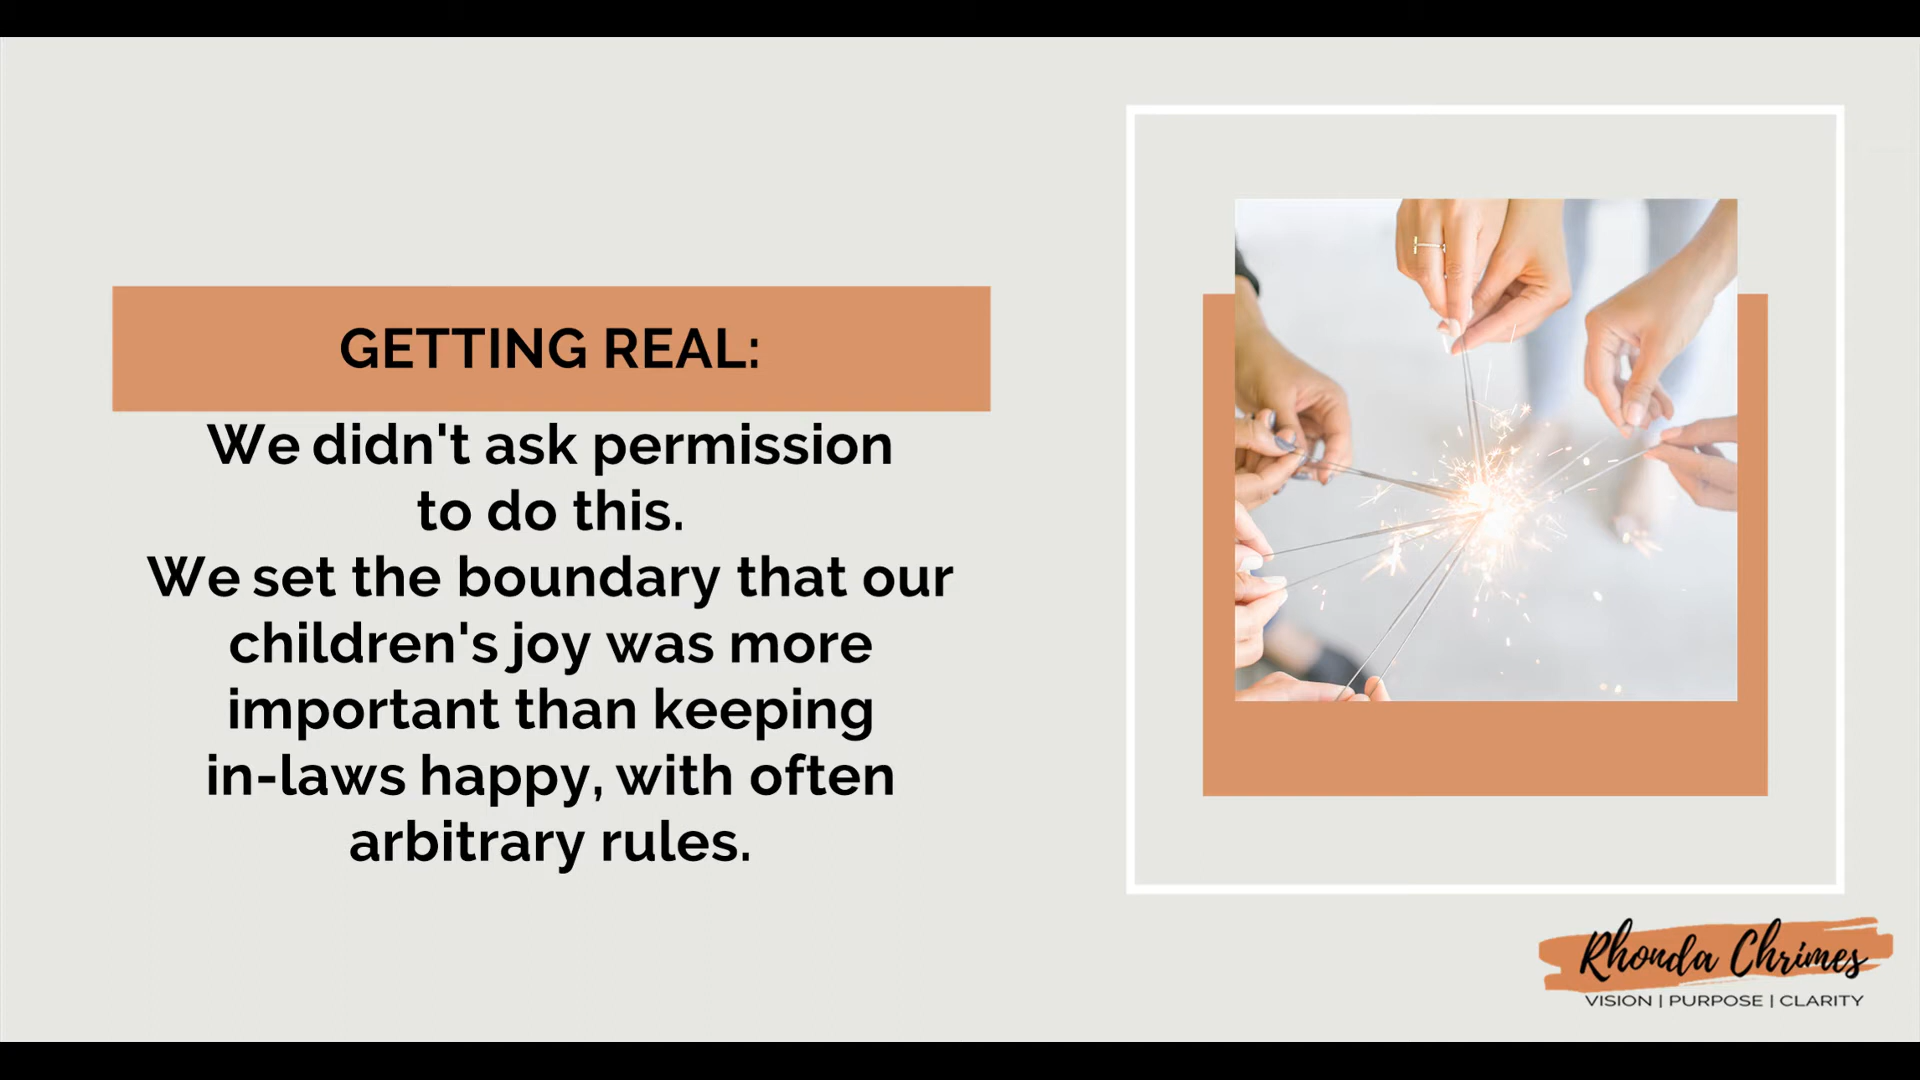 GETTING REAL:
We didn't ask permission
to do this.
We set the boundary that our
children's joy was more
important than keeping
in-laws happy, with often
arbitrary rules.
Rhonda Chrimes
VISION | PURPOSE | CLARITY